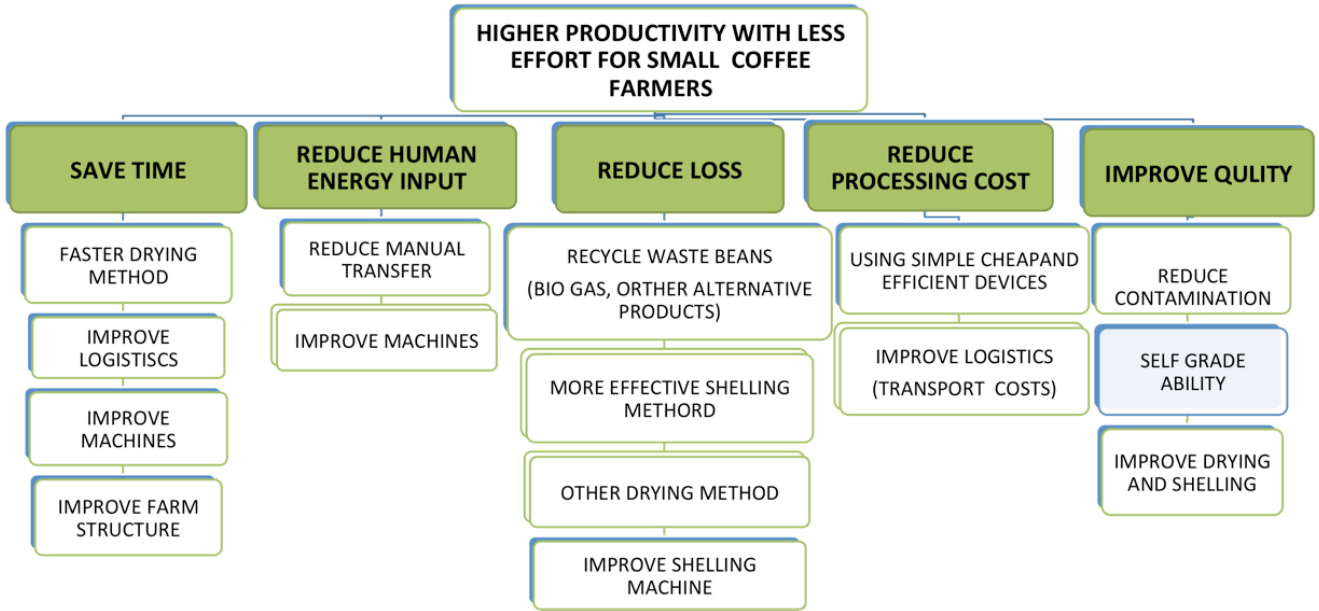 HIGHER PRODUCTIVITY WITH LESS
EFFORT FOR SMALL COFFEE
FARMERS
SAVE TIME
FASTER DRYING
METHOD
IMPROVE
LOGISTISCS
IMPROVE
MACHINES
IMPROVE FARM
STRUCTURE
REDUCE HUMAN
ENERGY INPUT
REDUCE MANUAL
TRANSFER
IMPROVE MACHINES
REDUCE LOSS
RECYCLE WASTE BEANS
(BIO GAS, ORTHER ALTERNATIVE
PRODUCTS)
MORE EFFECTIVE SHELLING
METHORD
OTHER DRYING METHOD
IMPROVE SHELLING
MACHINE
REDUCE
PROCESSING COST
USING SIMPLE CHEAPAND
EFFICIENT DEVICES
IMPROVE LOGISTICS
(TRANSPORT COSTS)
IMPROVE QULITY
REDUCE
CONTAMINATION
SELF GRADE
ABILITY
IMPROVE DRYING
AND SHELLING